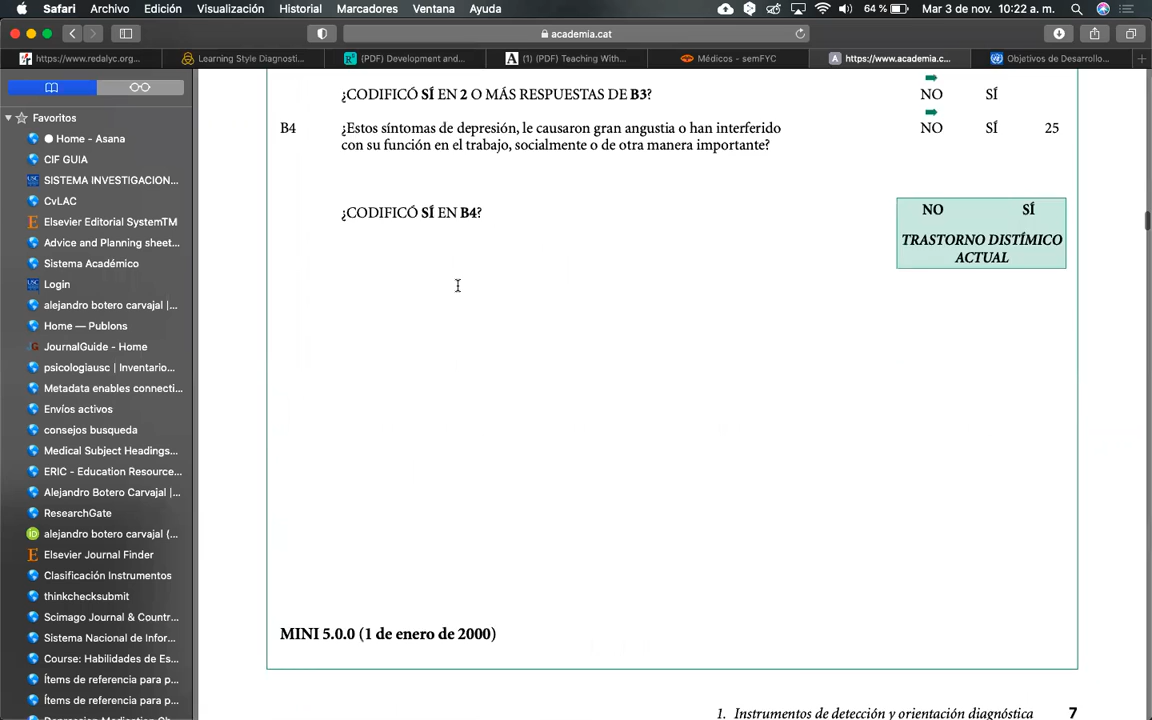 Safari Archivo Edición Visualización Historial Marcadores Ventana Ayuda 64 % Mar 3 de nov. 10:22 a. m.
academia.cat
https://www.redalyc.org... Learning Style Diagnosti... (PDF) Development and... (1) (PDF) Teaching With... Médicos - semFYC https://www.academia.c... Objetivos de Desarrollo...
Favoritos
Home - Asana
CIF GUIA
SISTEMA INVESTIGACION...
CvLAC
Elsevier Editorial SystemTM
Advice and Planning sheet...
Sistema Académico
Login
alejandro botero carvajal |...
Home — Publons
JournalGuide - Home
psicologiausc | Inventario...
Metadata enables connecti...
Envíos activos
consejos busqueda
Medical Subject Headings...
ERIC - Education Resource...
Alejandro Botero Carvajal |...
ResearchGate
alejandro botero carvajal (...
Elsevier Journal Finder
Clasificación Instrumentos
thinkchecksubmit
Scimago Journal & Countr...
Sistema Nacional de Infor...
Course: Habilidades de Es...
Ítems de referencia para p...
Ítems de referencia para p...
¿CODIFICÓ SÍ EN 2 O MÁS RESPUESTAS DE B3? NO SÍ
B4 ¿Estos síntomas de depresión, le causaron gran angustia o han interferido NO SÍ 25
con su función en el trabajo, socialmente o de otra manera importante?
¿CODIFICÓ SÍ EN B4? NO SÍ
TRASTORNO DISTÍMICO
ACTUAL
MINI 5.0.0 (1 de enero de 2000)
1. Instrumentos de detección y orientación diagnóstica 7